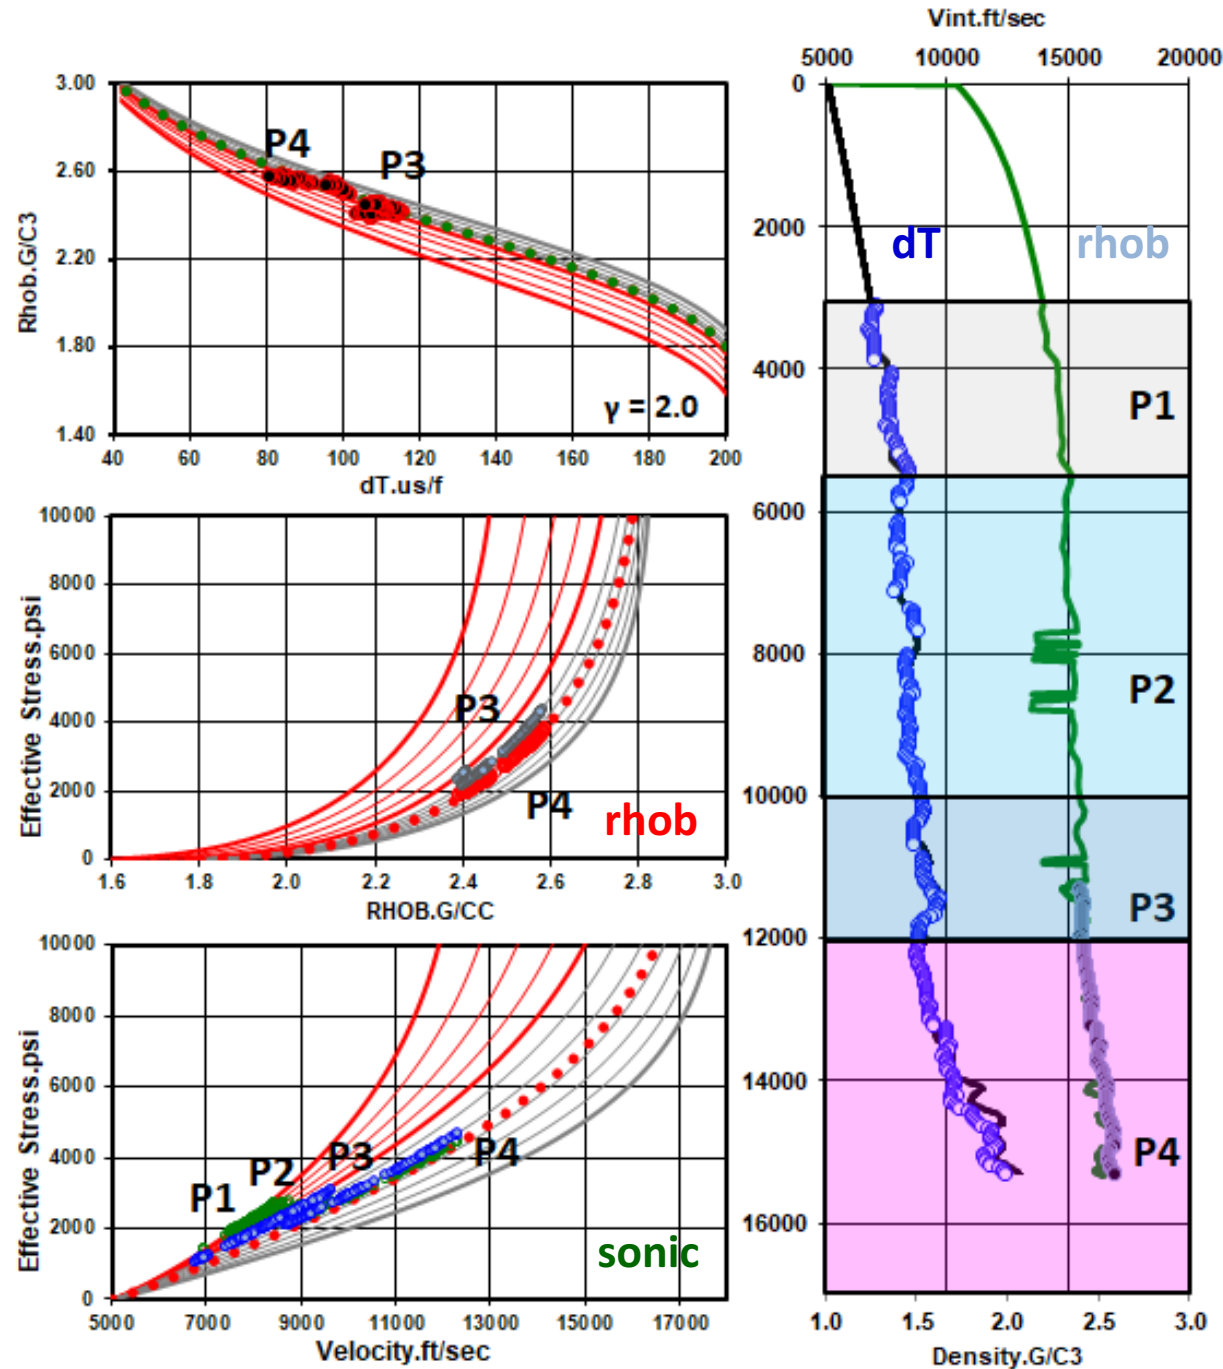 3.00
2.60
2.20
1.80
1.40
Rhob.G/C3
P4
P3
γ = 2.0
40 60 80 100 120 140 160 180 200
dT.us/f
10000
8000
6000
4000
2000
0
Effective Stress.psi
P3
P4
rhob
1.6 1.8 2.0 2.2 2.4 2.6 2.8 3.0
RHOB.G/CC
10000
8000
6000
4000
2000
0
Effective Stress.psi
P1
P2
P3
P4
sonic
5000 7000 9000 11000 13000 15000 17000
Velocity.ft/sec
Vint.ft/sec
5000 10000 15000 20000
0
2000
4000
6000
8000
10000
12000
14000
16000
dT
rhob
P1
P2
P3
P4
1.0 1.5 2.0 2.5 3.0
Density.G/C3